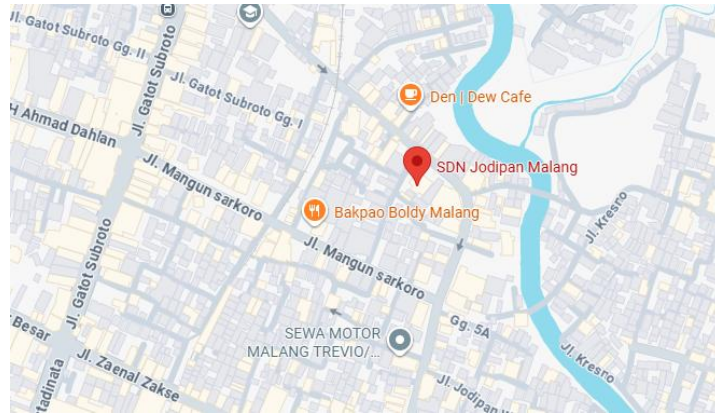 Jl. Gatot Subroto Gg. II
Jl. Gatot Subroto
Jl. Gatot Subroto Gg. I
Den | Dew Cafe
H Ahmad Dahlan
Jl. Mangun sarkoro
SDN Jodipan Malang
Bakpao Boldy Malang
Jl. Kresno
Jl. Gatot Subroto
Jl. Mangun sarkoro
Gg. 5A
SEWA MOTOR
MALANG TREVIO/...
Besar
Jl. Zaenal Zakse
Jl. Kresno
Jl. Jodipan
tadinata